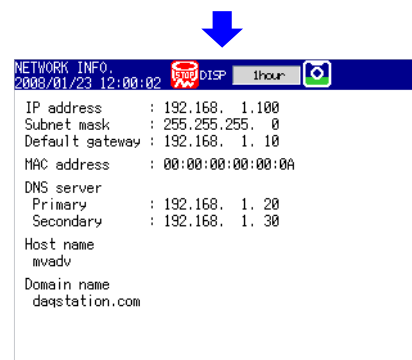 NETWORK INFO.
2008/01/23 12:00:02 STOP DISP 1hour
IP address : 192.168. 1.100
Subnet mask : 255.255.255. 0
Default gateway : 192.168. 1. 10
MAC address : 00:00:00:00:00:0A
DNS server
Primary : 192.168. 1. 20
Secondary : 192.168. 1. 30
Host name
mvadv
Domain name
daqstation.com